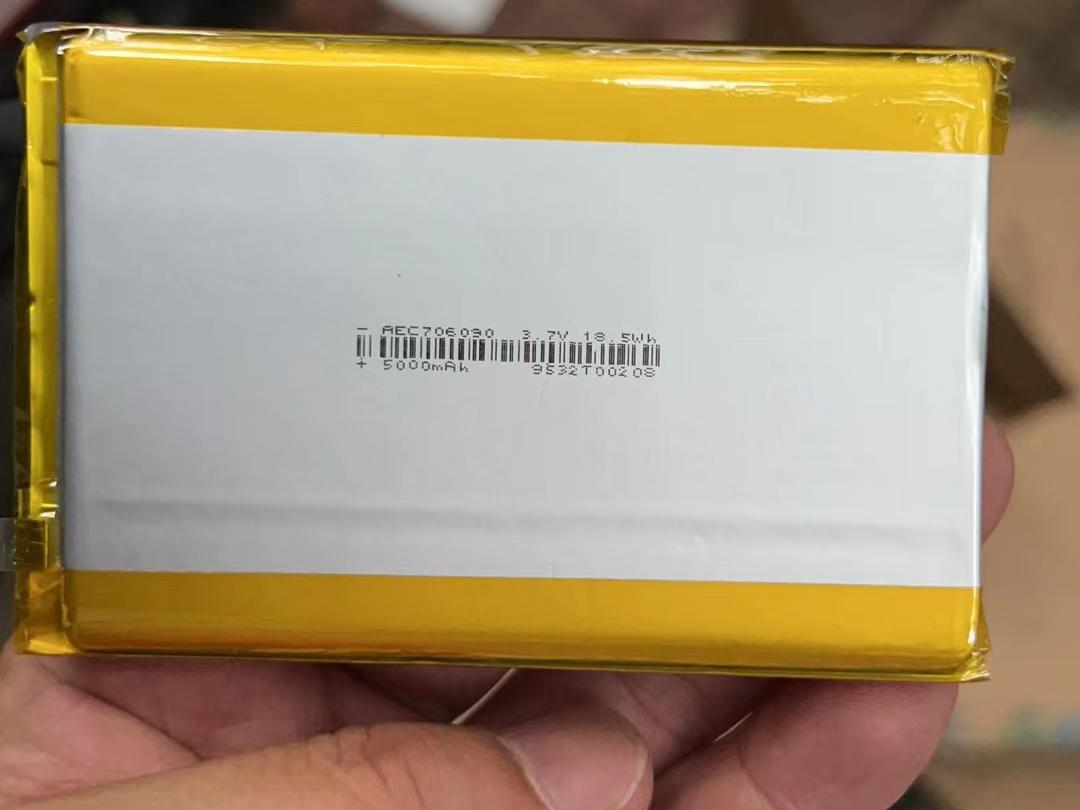 - AEC706090 3.7V 18.5Wh
+ 5000mAh 9532T00208